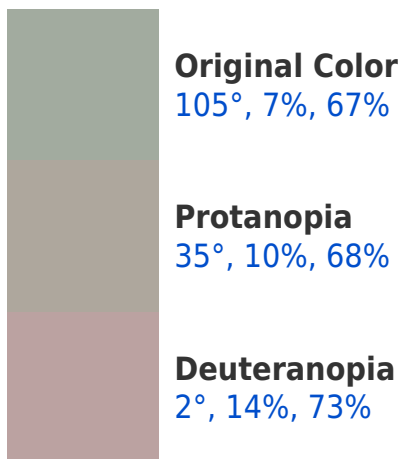 Original Color
105°, 7%, 67%
Protanopia
35°, 10%, 68%
Deuteranopia
2°, 14%, 73%